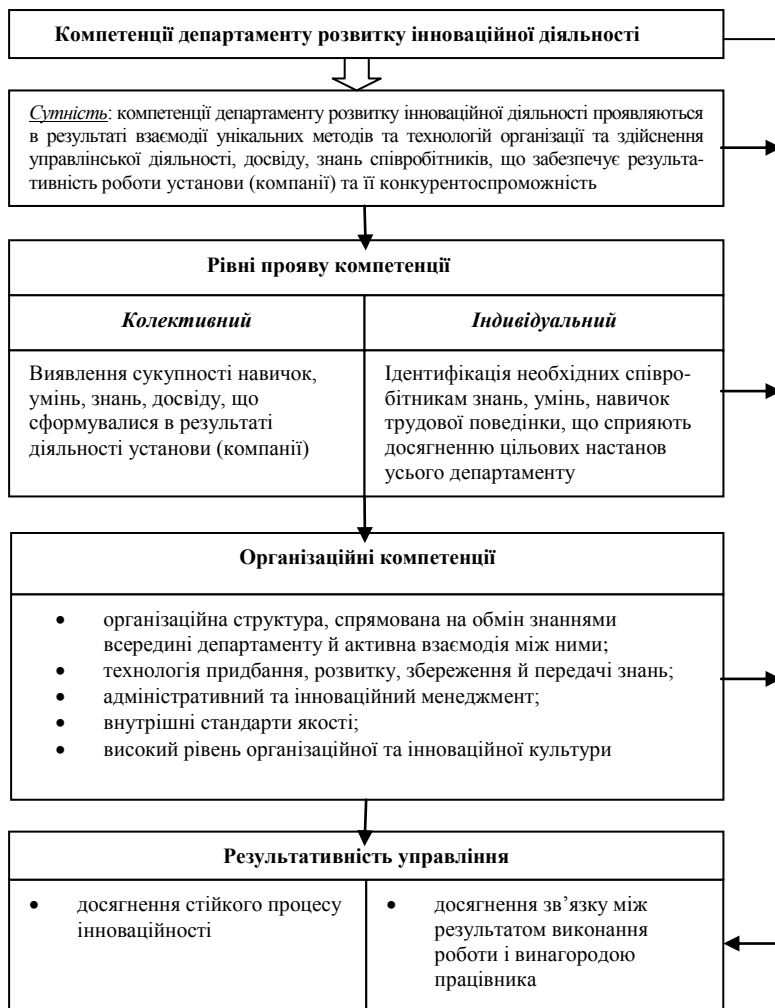 Компетенції департаменту розвитку інноваційної діяльності
Сутність: компетенції департаменту розвитку інноваційної діяльності проявляються
в результаті взаємодії унікальних методів та технологій організації та здійснення
управлінської діяльності, досвіду, знань співробітників, що забезпечує результа-
тивність роботи установи (компанії) та її конкурентоспроможність
Рівні прояву компетенції
Колективний
Індивідуальний
Виявлення сукупності навичок,
умінь, знань, досвіду, що
сформувалися в результаті
діяльності установи (компанії)
Ідентифікація необхідних співро-
бітникам знань, умінь, навичок
трудової поведінки, що сприяють
досягненню цільових настанов
усього департаменту
Організаційні компетенції
• організаційна структура, спрямована на обмін знаннями
всередині департаменту й активна взаємодія між ними;
• технологія придбання, розвитку, збереження й передачі знань;
• адміністративний та інноваційний менеджмент;
• внутрішні стандарти якості;
• високий рівень організаційної та інноваційної культури
Результативність управління
• досягнення стійкого процесу
інноваційності
• досягнення зв’язку між
результатом виконання
роботи і винагородою
працівника